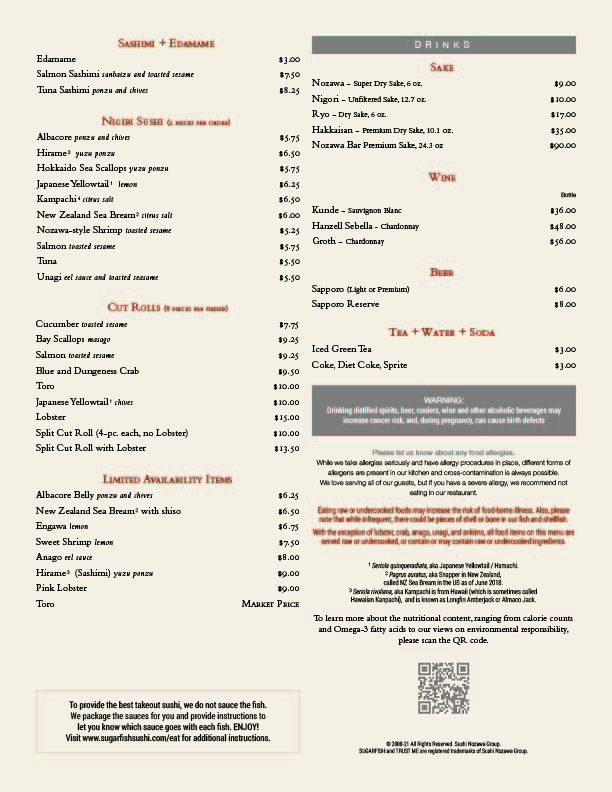 SASHIMI + EDAMAME
Edamame $3.00
Salmon Sashimi sanbaizu and toasted sesame $7.50
Tuna Sashimi ponzu and chives $8.25
NIGIRI SUSHI (2 PIECES PER ORDER)
Albacore ponzu and chives $5.75
Hirame³ yuzu ponzu $6.50
Hokkaido Sea Scallops yuzu ponzu $5.75
Japanese Yellowtail¹ lemon $6.25
Kampachi⁴ citrus salt $6.50
New Zealand Sea Bream² citrus salt $6.00
Nozawa-style Shrimp toasted sesame $5.25
Salmon toasted sesame $5.75
Tuna $5.50
Unagi eel sauce and toasted seasame $5.50
CUT ROLLS (8 PIECES PER ORDER)
Cucumber toasted sesame $7.75
Bay Scallops masago $9.25
Salmon toasted sesame $9.25
Blue and Dungeness Crab $9.50
Toro $10.00
Japanese Yellowtail¹ chives $10.00
Lobster $15.00
Split Cut Roll (4-pc. each, no Lobster) $10.00
Split Cut Roll with Lobster $13.50
LIMITED AVAILABILITY ITEMS
Albacore Belly ponzu and chives $6.25
New Zealand Sea Bream² with shiso $6.50
Engawa lemon $6.75
Sweet Shrimp lemon $7.50
Anago eel sauce $8.00
Hirame³ (Sashimi) yuzu ponzu $9.00
Pink Lobster $9.00
Toro MARKET PRICE
To provide the best takeout sushi, we do not sauce the fish.
We package the sauces for you and provide instructions to
let you know which sauce goes with each fish. ENJOY!
Visit www.sugarfishsushi.com/eat for additional instructions.
DRINKS
SAKE
Nozawa – Super Dry Sake, 6 oz. $9.00
Nigori – Unfiltered Sake, 12.7 oz. $10.00
Ryo – Dry Sake, 6 oz. $17.00
Hakkaisan – Premium Dry Sake, 10.1 oz. $35.00
Nozawa Bar Premium Sake, 24.3 oz $90.00
WINE
Bottle
Kunde – Sauvignon Blanc $36.00
Hanzell Sebella – Chardonnay $48.00
Groth – Chardonnay $56.00
BEER
Sapporo (Light or Premium) $6.00
Sapporo Reserve $8.00
TEA + WATER + SODA
Iced Green Tea $3.00
Coke, Diet Coke, Sprite $3.00
WARNING:
Drinking distilled spirits, beer, coolers, wine and other alcoholic beverages may
increase cancer risk, and, during pregnancy, can cause birth defects
Please let us know about any food allergies.
While we take allergies seriously and have allergy procedures in place, different forms of
allergens are present in our kitchen and cross-contamination is always possible.
We love serving all of our guests, but if you have a severe allergy, we recommend not
eating in our restaurant.
Eating raw or undercooked foods may increase the risk of food-borne illness. Also, please
note that while infrequent, there could be pieces of shell or bone in our fish and shellfish.
With the exception of lobster, crab, anago, unagi, and ankimo, all food items on this menu are
served raw or undercooked, or contain or may contain raw or undercooked ingredients.
¹ Seriola quinqueradiata, aka Japanese Yellowtail / Hamachi.
² Pagrus auratus, aka Snapper in New Zealand,
called NZ Sea Bream in the US as of June 2018.
³ Seriola rivoliana, aka Kampachi is from Hawaii (which is sometimes called
Hawaiian Kampachi), and is known as Longfin Amberjack or Almaco Jack.
To learn more about the nutritional content, ranging from calorie counts
and Omega-3 fatty acids to our views on environmental responsibility,
please scan the QR code.
© 2008-21 All Rights Reserved. Sushi Nozawa Group.
SUGARFISH and TRUST ME are registered trademarks of Sushi Nozawa Group.